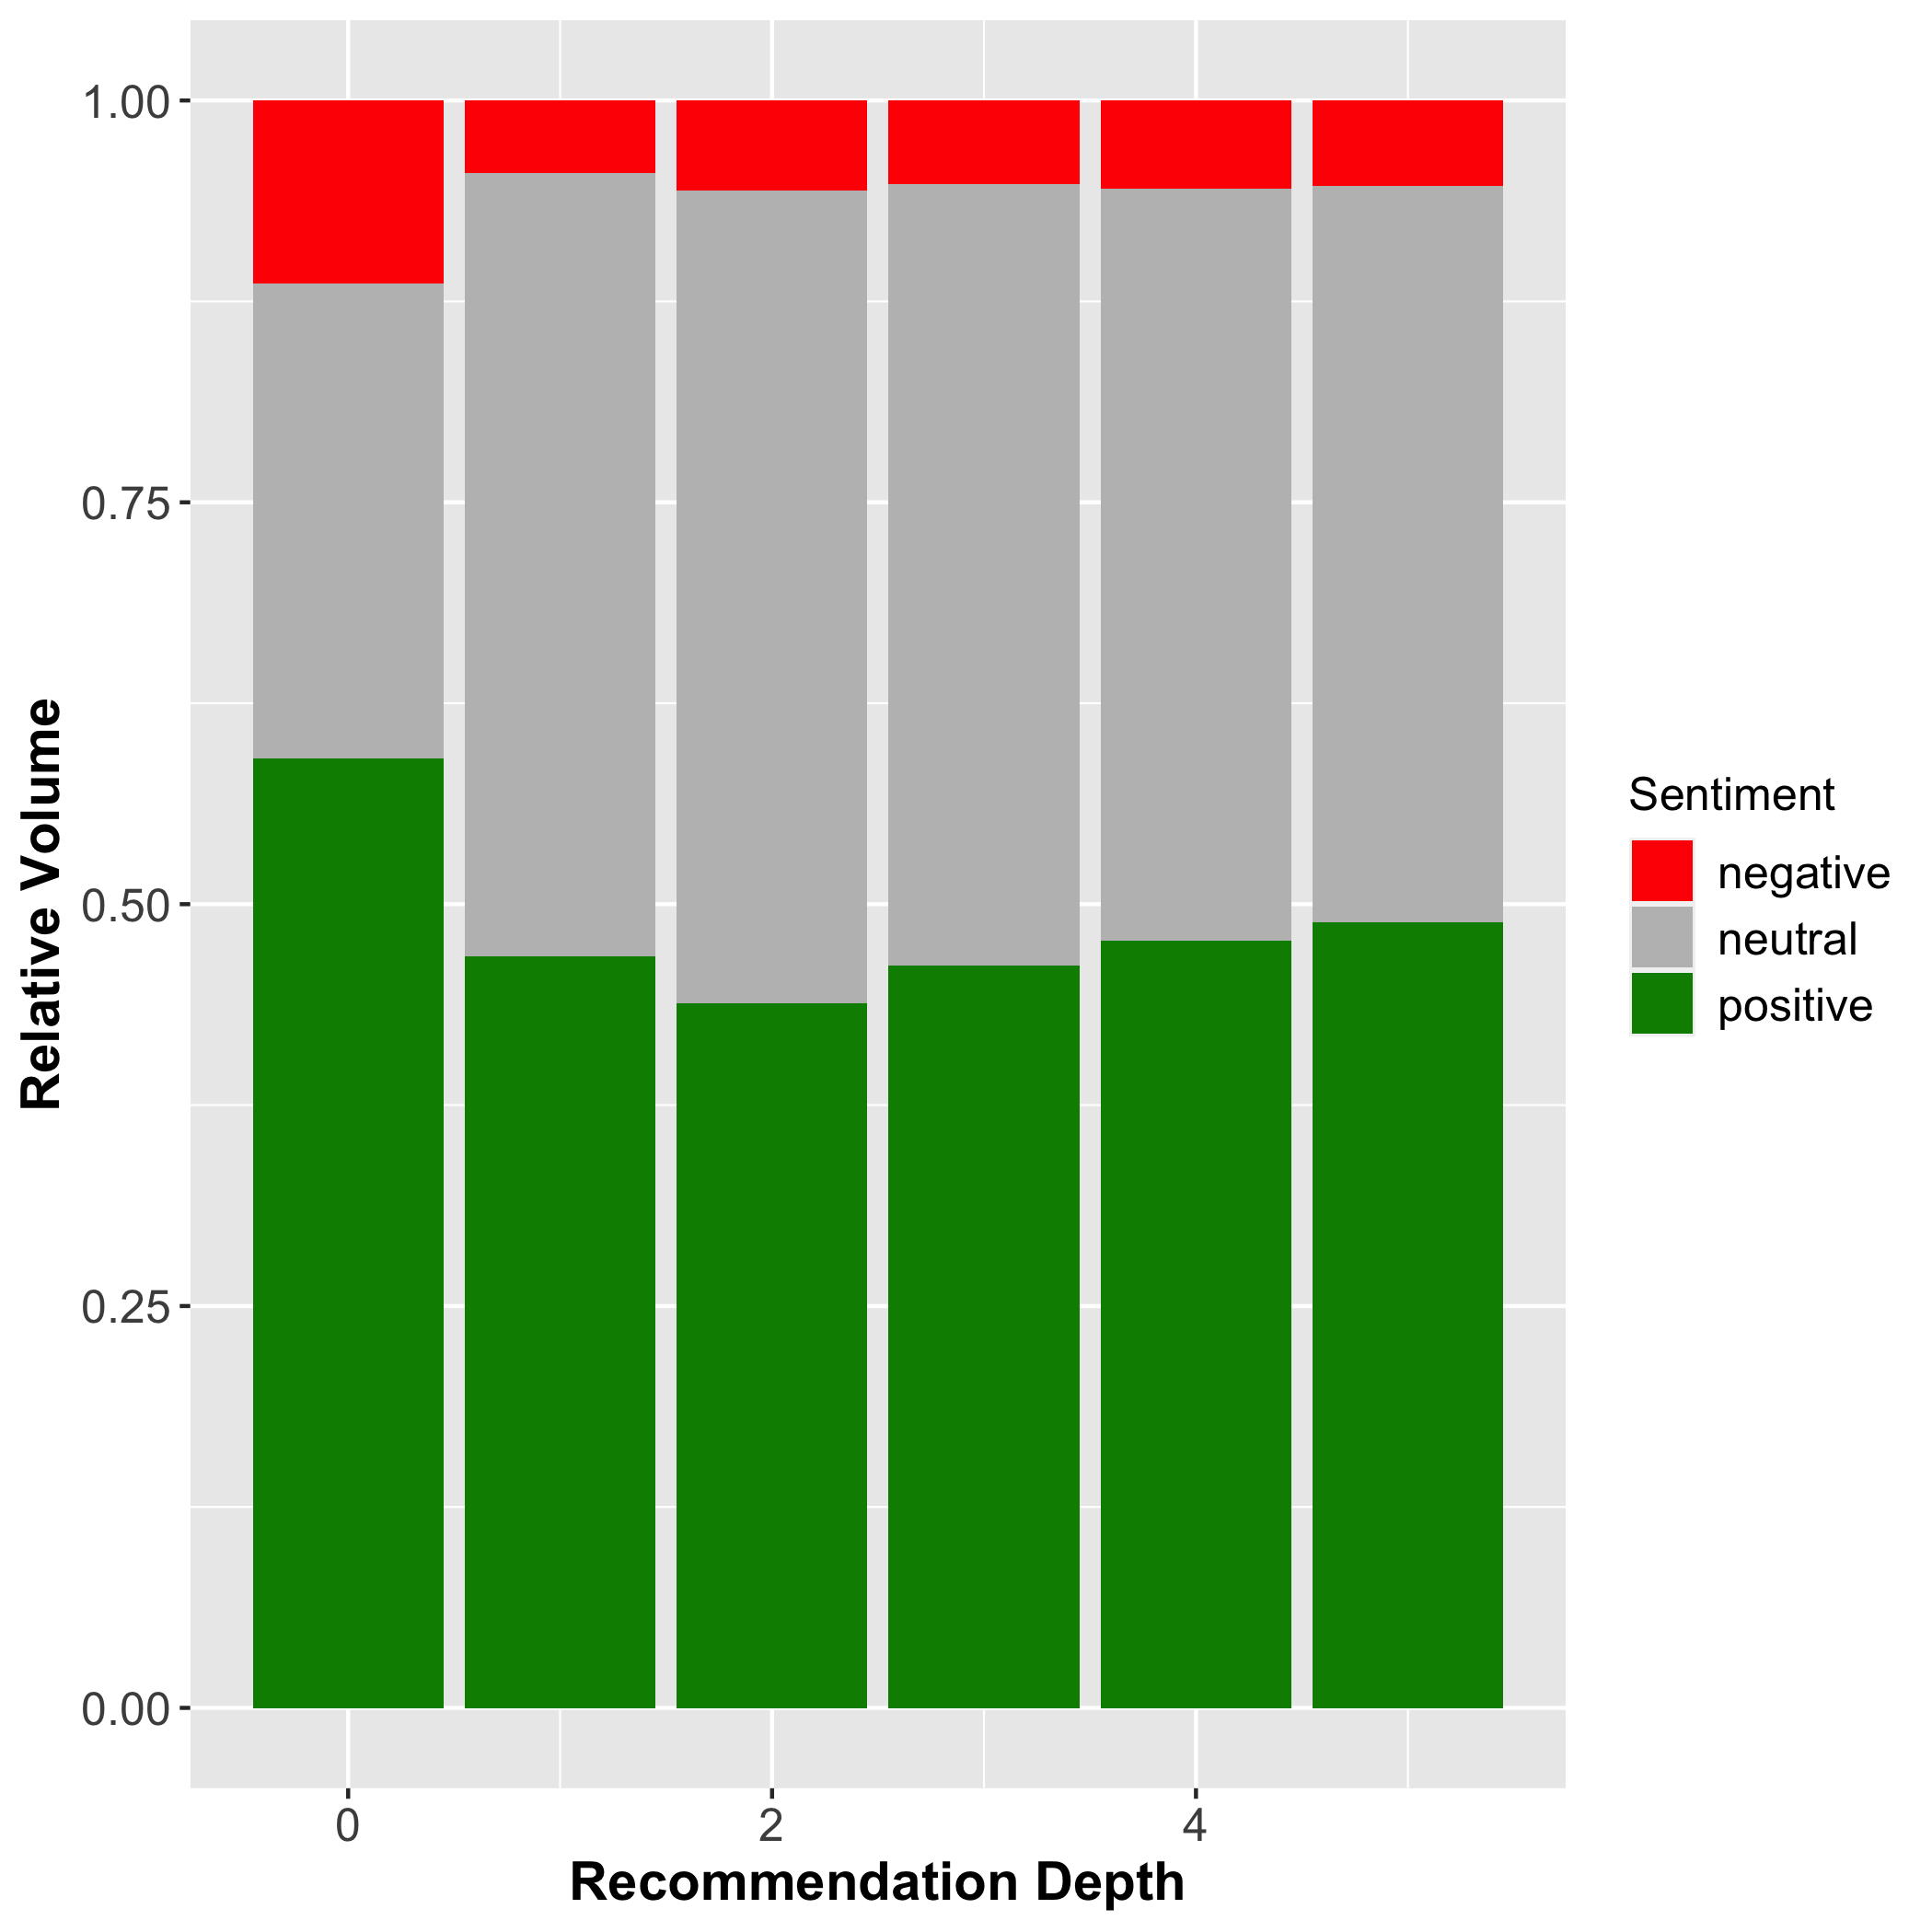 Relative Volume
1.00
0.75
0.50
0.25
0.00
0 2 4
Recommendation Depth
Sentiment
negative
neutral
positive